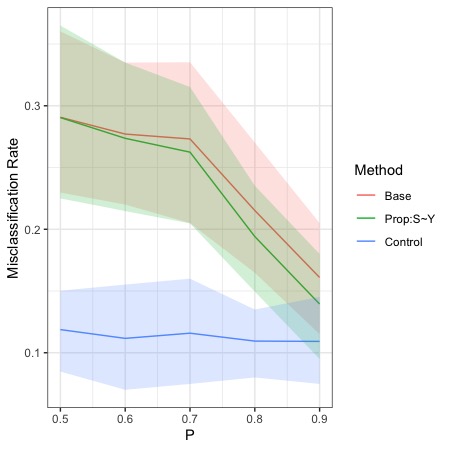 Misclassification Rate
0.3
0.2
0.1
0.5
0.6
0.7
0.8
0.9
P
Method
Base
Prop:S~Y
Control